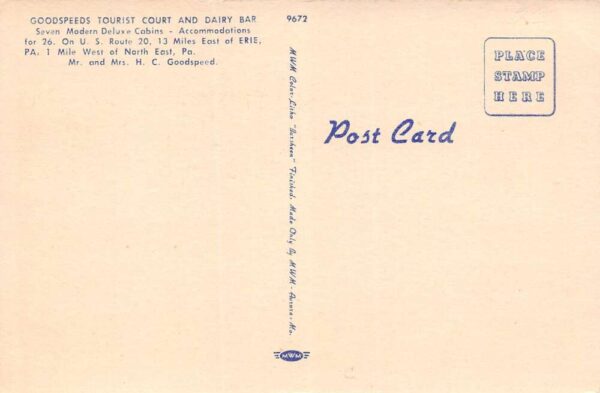 GOODSPEEDS TOURIST COURT AND DAIRY BAR
Seven Modern Deluxe Cabins - Accommodations
for 26. On U. S. Route 20, 13 Miles East of ERIE,
PA. 1 Mile West of North East, Pa.
Mr. and Mrs. H. C. Goodspeed.
9672
MWM Color-Litho "Aursheen" Finished. Made Only By MWM - Aurora, Mo.
MWM
Post Card
PLACE
STAMP
HERE